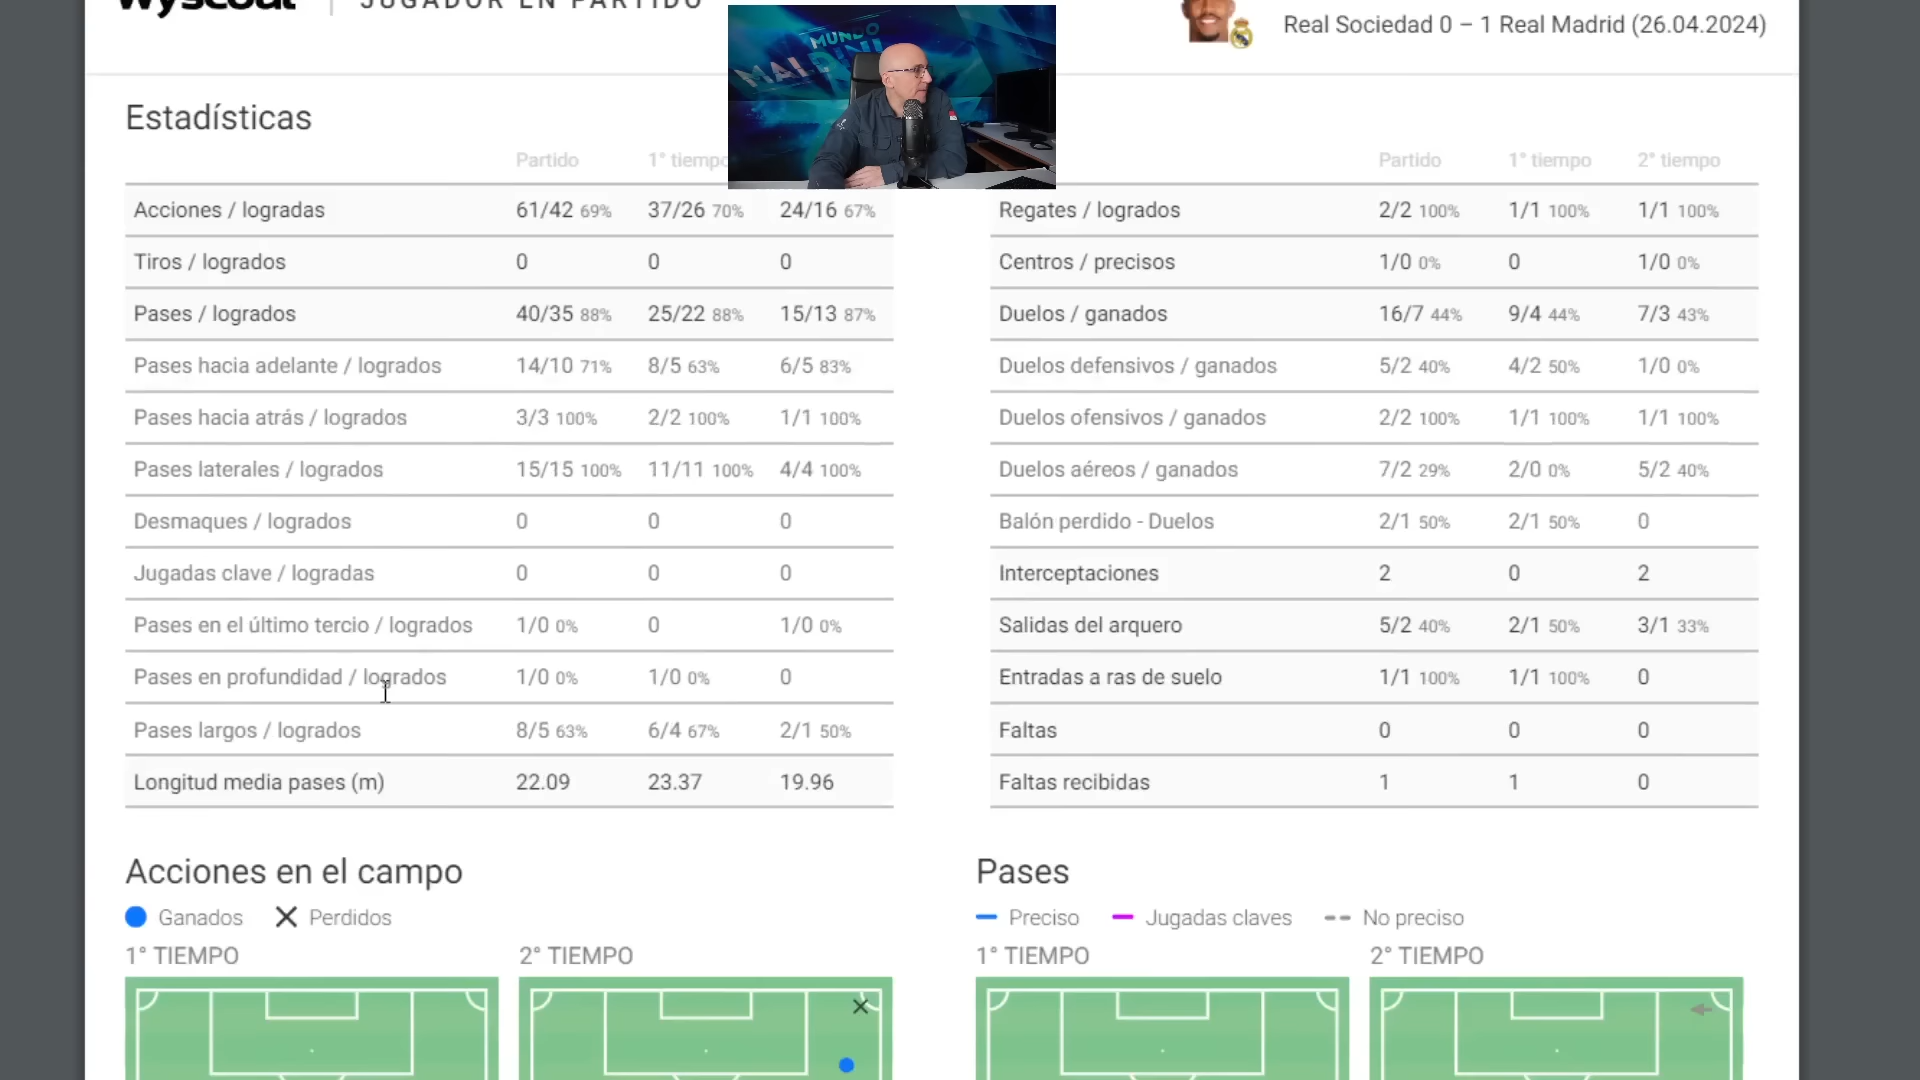 wyscout | JUGADOR EN PARTIDO
Real Sociedad 0 – 1 Real Madrid (26.04.2024)
MUNDO
MALDINI
Estadísticas
Partido 1° tiempo
Acciones / logradas 61/42 69% 37/26 70% 24/16 67%
Tiros / logrados 0 0 0
Pases / logrados 40/35 88% 25/22 88% 15/13 87%
Pases hacia adelante / logrados 14/10 71% 8/5 63% 6/5 83%
Pases hacia atrás / logrados 3/3 100% 2/2 100% 1/1 100%
Pases laterales / logrados 15/15 100% 11/11 100% 4/4 100%
Desmaques / logrados 0 0 0
Jugadas clave / logradas 0 0 0
Pases en el último tercio / logrados 1/0 0% 0 1/0 0%
Pases en profundidad / logrados 1/0 0% 1/0 0% 0
Pases largos / logrados 8/5 63% 6/4 67% 2/1 50%
Longitud media pases (m) 22.09 23.37 19.96
Partido 1° tiempo 2° tiempo
Regates / logrados 2/2 100% 1/1 100% 1/1 100%
Centros / precisos 1/0 0% 0 1/0 0%
Duelos / ganados 16/7 44% 9/4 44% 7/3 43%
Duelos defensivos / ganados 5/2 40% 4/2 50% 1/0 0%
Duelos ofensivos / ganados 2/2 100% 1/1 100% 1/1 100%
Duelos aéreos / ganados 7/2 29% 2/0 0% 5/2 40%
Balón perdido - Duelos 2/1 50% 2/1 50% 0
Interceptaciones 2 0 2
Salidas del arquero 5/2 40% 2/1 50% 3/1 33%
Entradas a ras de suelo 1/1 100% 1/1 100% 0
Faltas 0 0 0
Faltas recibidas 1 1 0
Acciones en el campo
Ganados Perdidos
1° TIEMPO 2° TIEMPO
Pases
Preciso Jugadas claves No preciso
1° TIEMPO 2° TIEMPO